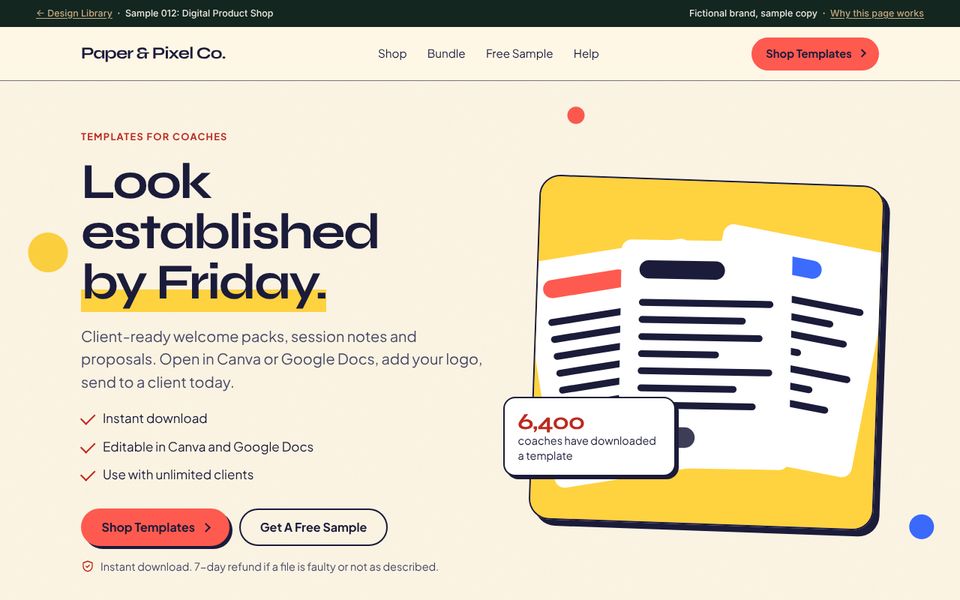 ← Design Library · Sample 012: Digital Product Shop
Fictional brand, sample copy · Why this page works
Paper & Pixel Co.
Shop
Bundle
Free Sample
Help
Shop Templates
TEMPLATES FOR COACHES
Look
established
by Friday.
Client-ready welcome packs, session notes and
proposals. Open in Canva or Google Docs, add your logo,
send to a client today.
Instant download
Editable in Canva and Google Docs
Use with unlimited clients
Shop Templates
Get A Free Sample
Instant download. 7-day refund if a file is faulty or not as described.
6,400
coaches have downloaded
a template